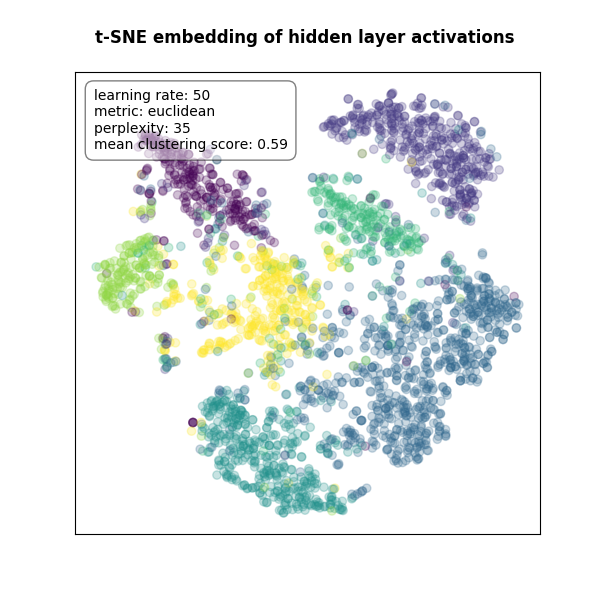 t-SNE embedding of hidden layer activations
learning rate: 50
metric: euclidean
perplexity: 35
mean clustering score: 0.59